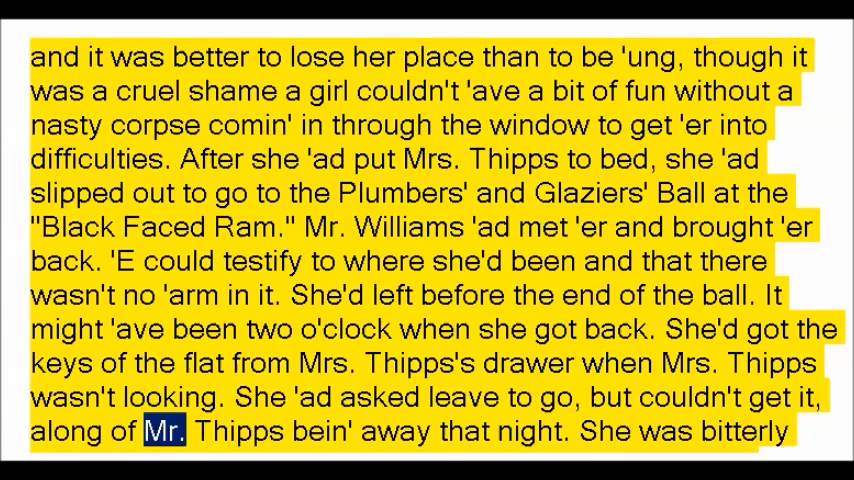 and it was better to lose her place than to be 'ung, though it
was a cruel shame a girl couldn't 'ave a bit of fun without a
nasty corpse comin' in through the window to get 'er into
difficulties. After she 'ad put Mrs. Thipps to bed, she 'ad
slipped out to go to the Plumbers' and Glaziers' Ball at the
"Black Faced Ram." Mr. Williams 'ad met 'er and brought 'er
back. 'E could testify to where she'd been and that there
wasn't no 'arm in it. She'd left before the end of the ball. It
might 'ave been two o'clock when she got back. She'd got the
keys of the flat from Mrs. Thipps's drawer when Mrs. Thipps
wasn't looking. She 'ad asked leave to go, but couldn't get it,
along of Mr. Thipps bein' away that night. She was bitterly